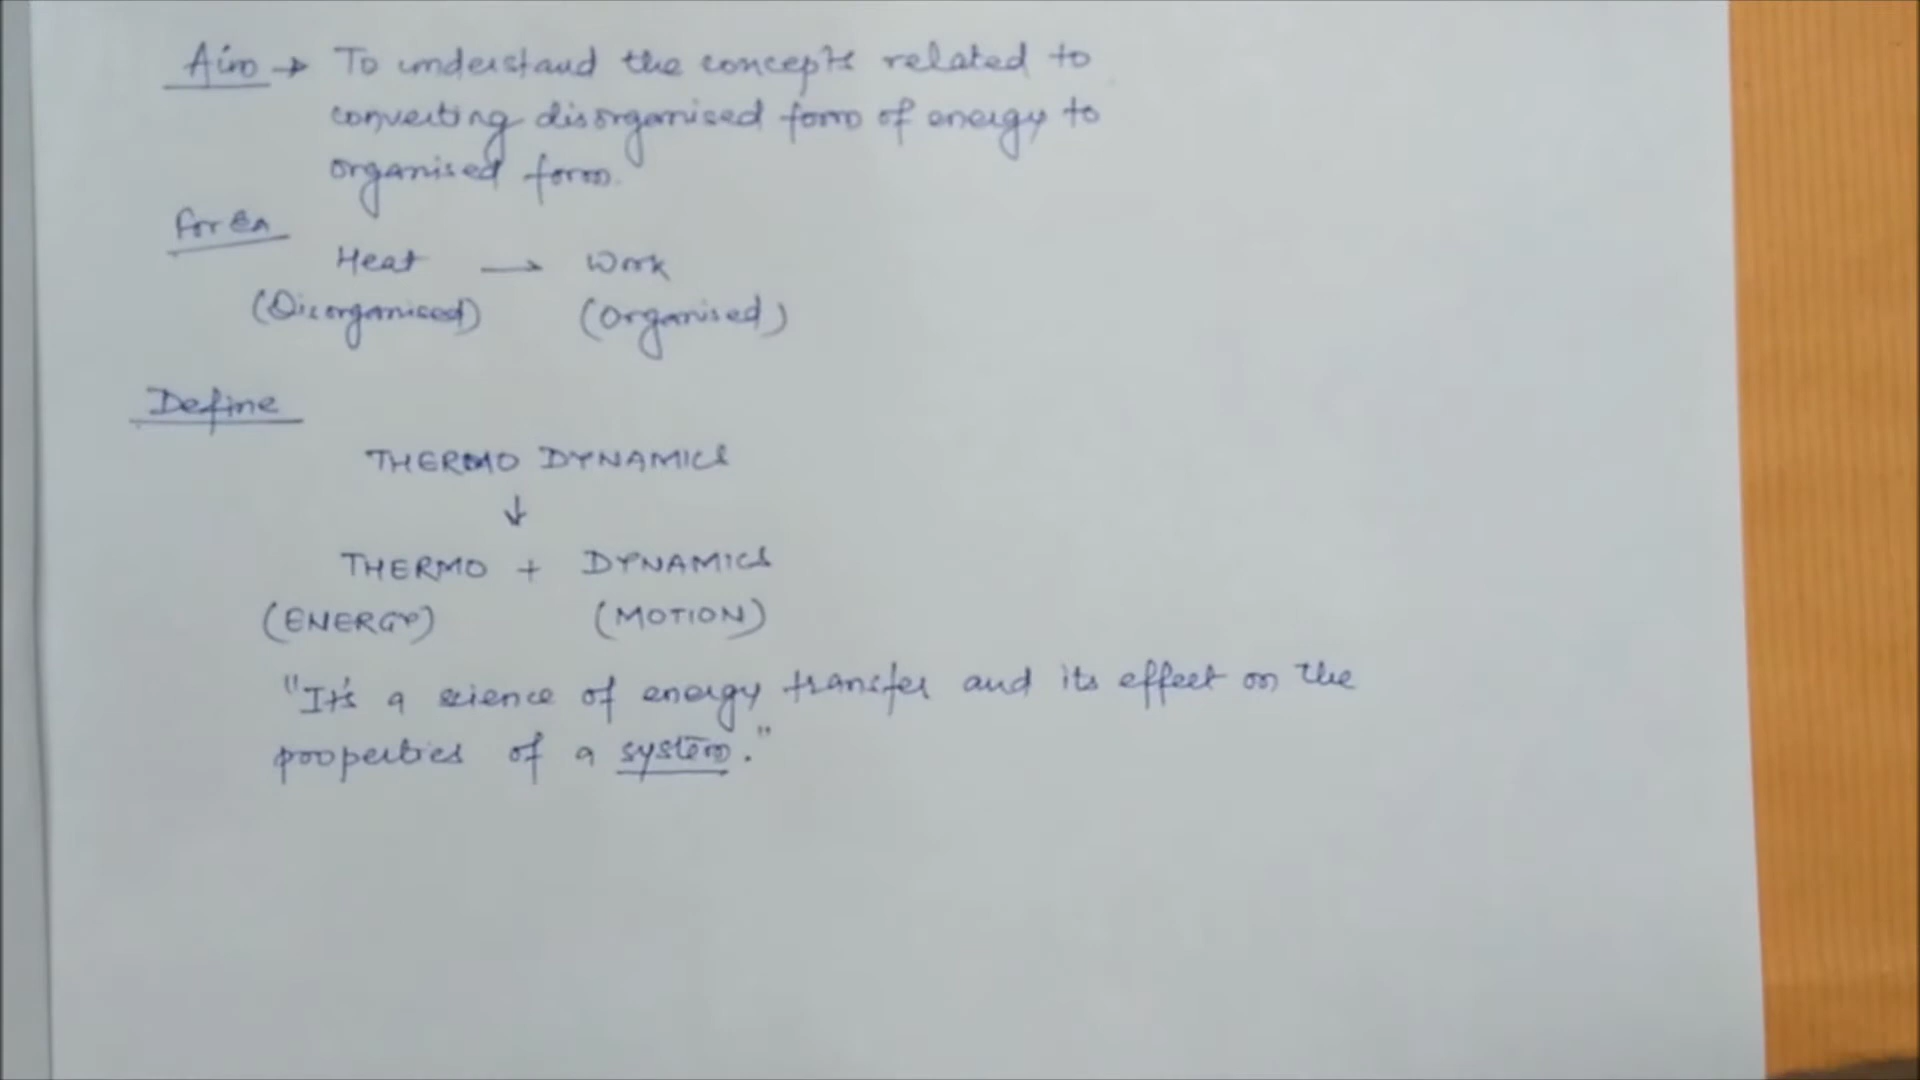 Aim → To understand the concepts related to
converting disorganised form of energy to
organised form.
For Ex
Heat → Work
(Disorganised) (Organised)
Define
THERMO DYNAMICS
↓
THERMO + DYNAMICS
(ENERGY) (MOTION)
"It's a science of energy transfer and its effect on the
properties of a system."